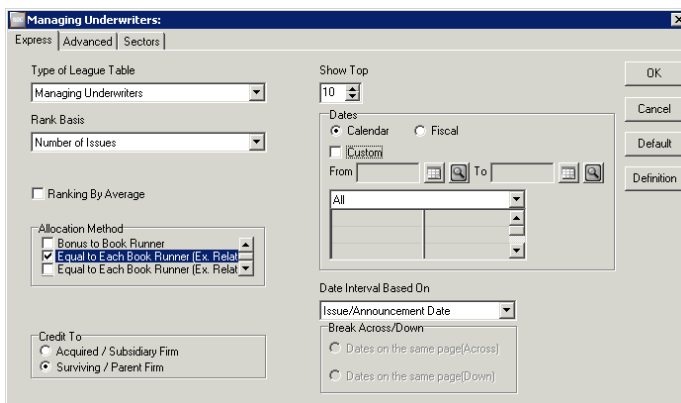 Managing Underwriters:
Express Advanced Sectors
Type of League Table
Managing Underwriters
Rank Basis
Number of Issues
Ranking By Average
Allocation Method
Bonus to Book Runner
Equal to Each Book Runner (Ex. Relat
Equal to Each Book Runner (Ex. Relat
Credit To
Acquired / Subsidiary Firm
Surviving / Parent Firm
Show Top
10
Dates
Calendar Fiscal
Custom
From To
All
Date Interval Based On
Issue/Announcement Date
Break Across/Down
Dates on the same page(Across)
Dates on the same page(Down)
OK
Cancel
Default
Definition